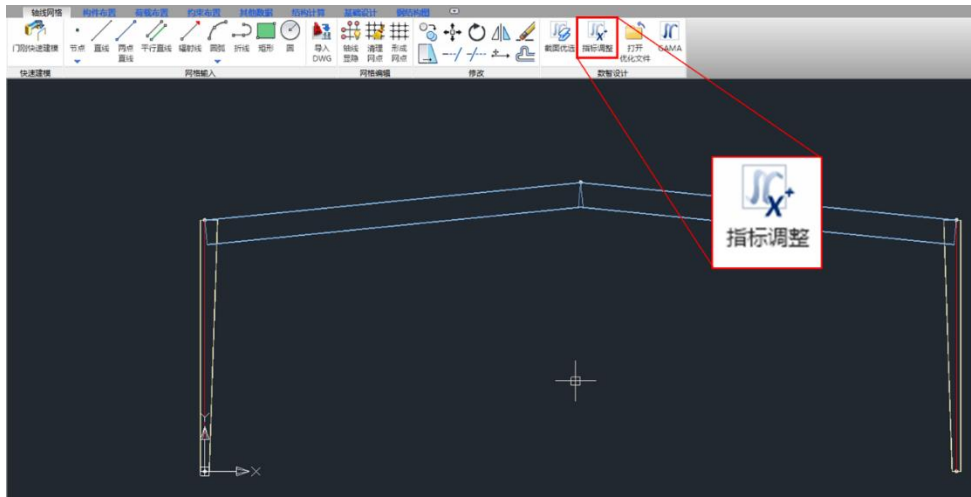 轴线网格 构件布置 荷载布置 约束布置 其他数据 结构计算 基础设计 钢结构图
门刚快速建模 节点 直线 两点直线 平行直线 辐射线 圆弧 折线 矩形 圆 导入DWG 轴线显隐 清理网点 形成网点 截面优选 指标调整 打开优化文件 GAMA
快速建模 网格输入 网格编辑 修改 数智设计
指标调整
Y
X